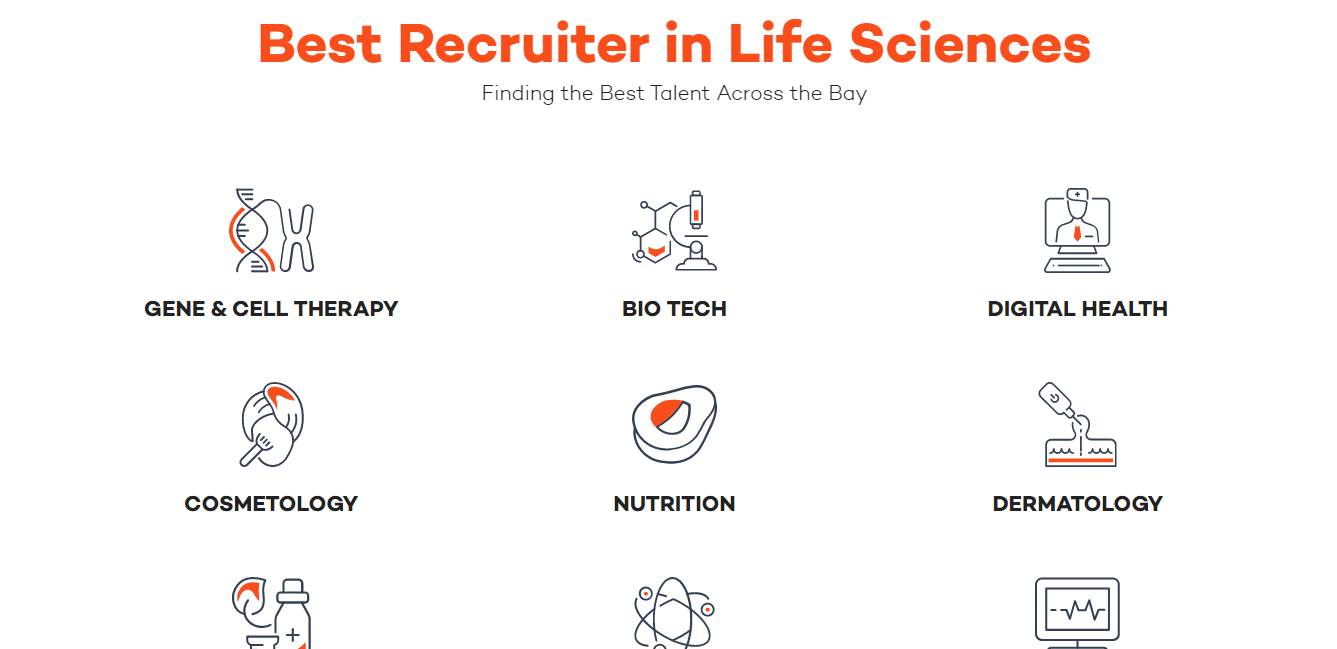 Best Recruiter in Life Sciences
Finding the Best Talent Across the Bay
GENE & CELL THERAPY
BIO TECH
DIGITAL HEALTH
COSMETOLOGY
NUTRITION
DERMATOLOGY